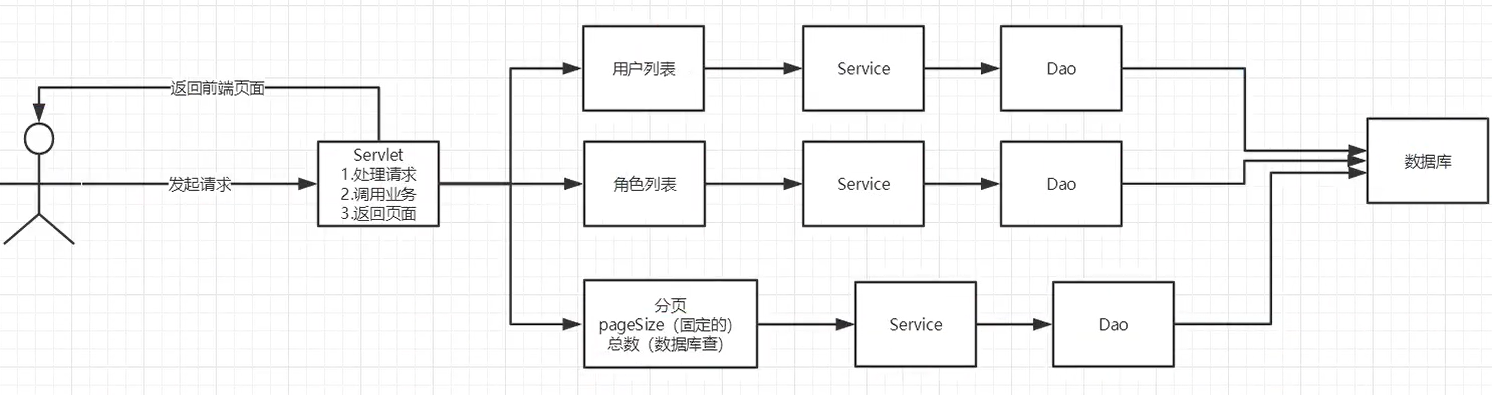 返回前端页面
发起请求
Servlet
1.处理请求
2.调用业务
3.返回页面
用户列表
Service
Dao
角色列表
Service
Dao
分页
pageSize（固定的）
总数（数据库查）
Service
Dao
数据库